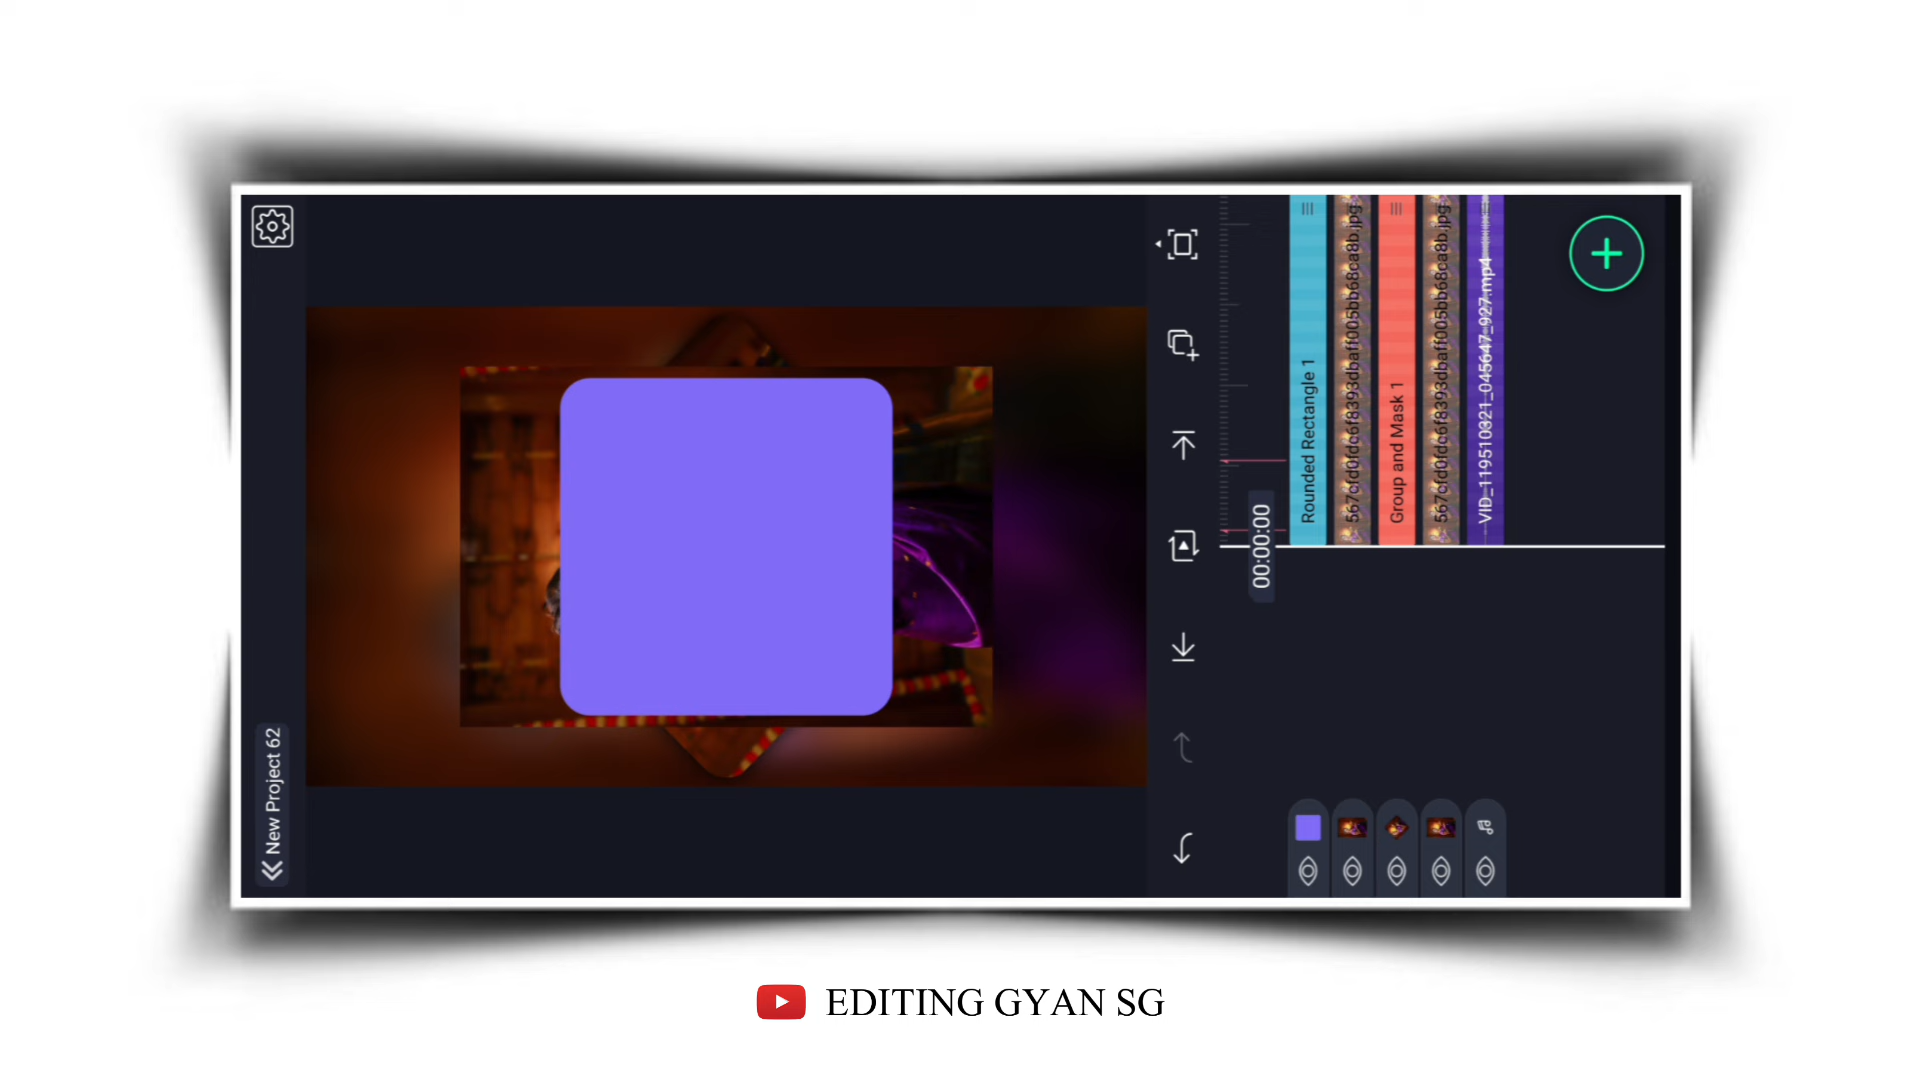 New Project 62
00:00:00
Rounded Rectangle 1
567cfd0fdc6f8393dbaff005bb68ca8b.jpg
Group and Mask 1
567cfd0fdc6f8393dbaff005bb68ca8b.jpg
VID_119510321_045647_927.mp4
EDITING GYAN SG